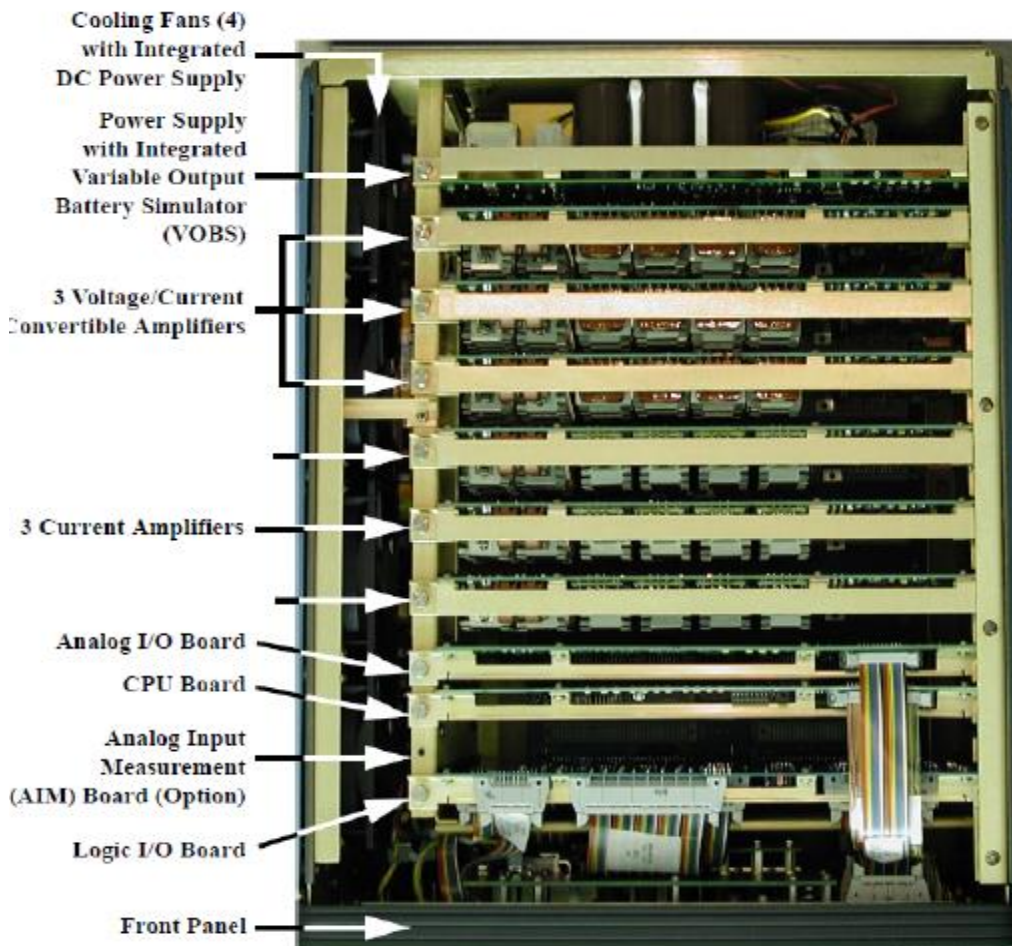 Cooling Fans (4)
with Integrated
DC Power Supply
Power Supply
with Integrated
Variable Output
Battery Simulator
(VOBS)
3 Voltage/Current
Convertible Amplifiers
3 Current Amplifiers
Analog I/O Board
CPU Board
Analog Input
Measurement
(AIM) Board (Option)
Logic I/O Board
Front Panel